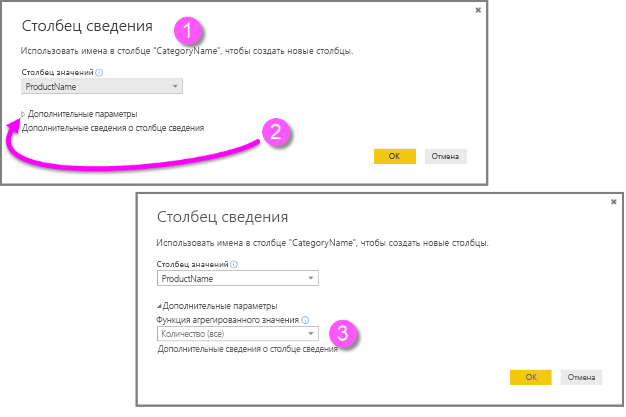 Столбец сведения
1
Использовать имена в столбце "CategoryName", чтобы создать новые столбцы.
Столбец значений
ProductName
Дополнительные параметры
Дополнительные сведения о столбце сведения
2
OK
Отмена
Столбец сведения
Использовать имена в столбце "CategoryName", чтобы создать новые столбцы.
Столбец значений
ProductName
Дополнительные параметры
Функция агрегированного значения
Количество (все)
3
Дополнительные сведения о столбце сведения
OK
Отмена